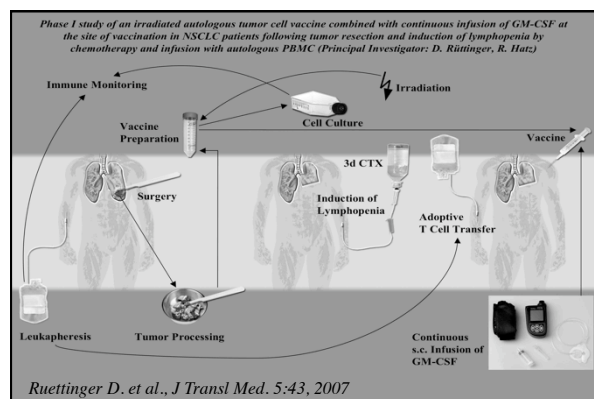 Phase I study of an irradiated autologous tumor cell vaccine combined with continuous infusion of GM-CSF at
the site of vaccination in NSCLC patients following tumor resection and induction of lymphopenia by
chemotherapy and infusion with autologous PBMC (Principal Investigator: D. Rüttinger, R. Hatz)
Immune Monitoring
Irradiation
Cell Culture
Vaccine
Preparation
Vaccine
3d CTX
Surgery
Induction of
Lymphopenia
Adoptive
T Cell Transfer
Leukapheresis
Tumor Processing
Continuous
s.c. Infusion of
GM-CSF
Ruettinger D. et al., J Transl Med. 5:43, 2007